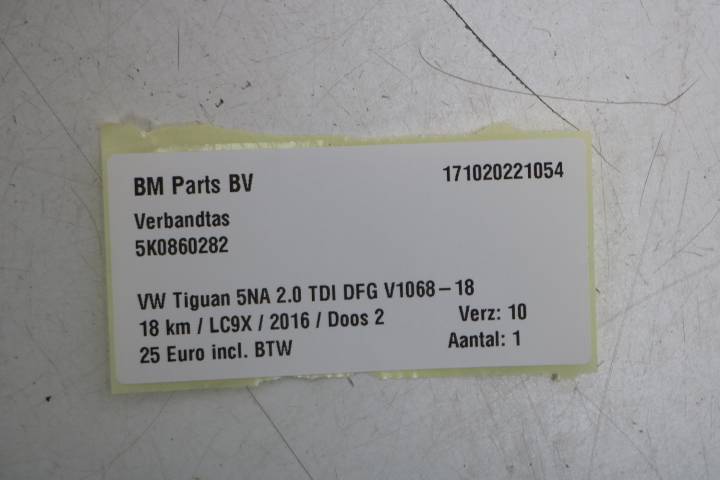 BM Parts BV 171020221054
Verbandtas
5K0860282
VW Tiguan 5NA 2.0 TDI DFG V1068-18
18 km / LC9X / 2016 / Doos 2 Verz: 10
25 Euro incl. BTW Aantal: 1